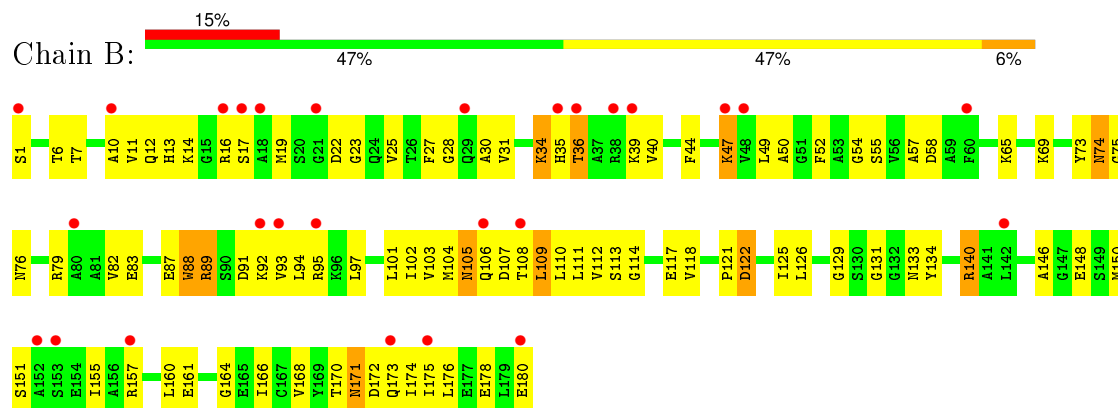 15%
Chain B:
47% 47% 6%
S1 T6 T7 A10 V11 Q12 H13 K14 G15 R16 S17 A18 M19 S20 G21 D22 G23 Q24 V25 T26 F27 G28 Q29 A30 V31 K34 H35 T36 A37 R38 K39 V40 F44 K47 V48 L49 A50 G51 F52 A53 G54 S55 V56 A57 D58 A59 F60 K65 K69 Y73 N74 G75
N76 R79 A80 A81 V82 E83 E87 W88 R89 S90 D91 K92 V93 L94 R95 K96 L97 L101 I102 V103 M104 N105 Q106 D107 T108 L109 L110 L111 V112 S113 G114 E117 V118 P121 D122 I125 L126 G129 S130 G131 G132 N133 Y134 R140 A141 L142 A146 G147 E148 S149 M150
S151 A152 S153 E154 I155 A156 R157 L160 E161 G164 E165 I166 C167 V168 Y169 T170 N171 D172 Q173 I174 I175 L176 E177 E178 L179 E180